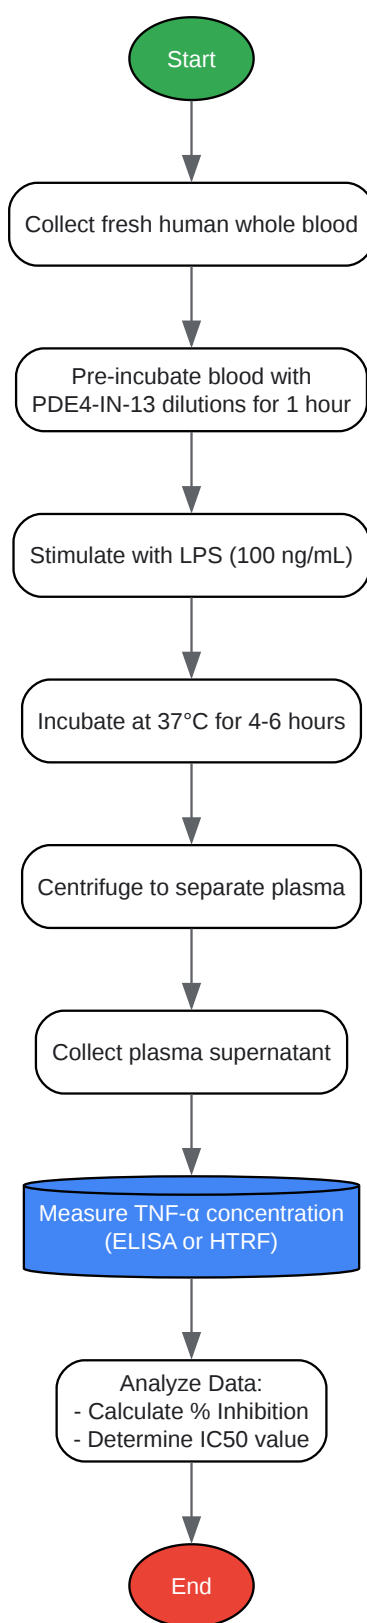 Start
Collect fresh human whole blood
Pre-incubate blood with
PDE4-IN-13 dilutions for 1 hour
Stimulate with LPS (100 ng/mL)
Incubate at 37°C for 4-6 hours
Centrifuge to separate plasma
Collect plasma supernatant
Measure TNF-α concentration
(ELISA or HTRF)
Analyze Data:
- Calculate % Inhibition
- Determine IC50 value
End